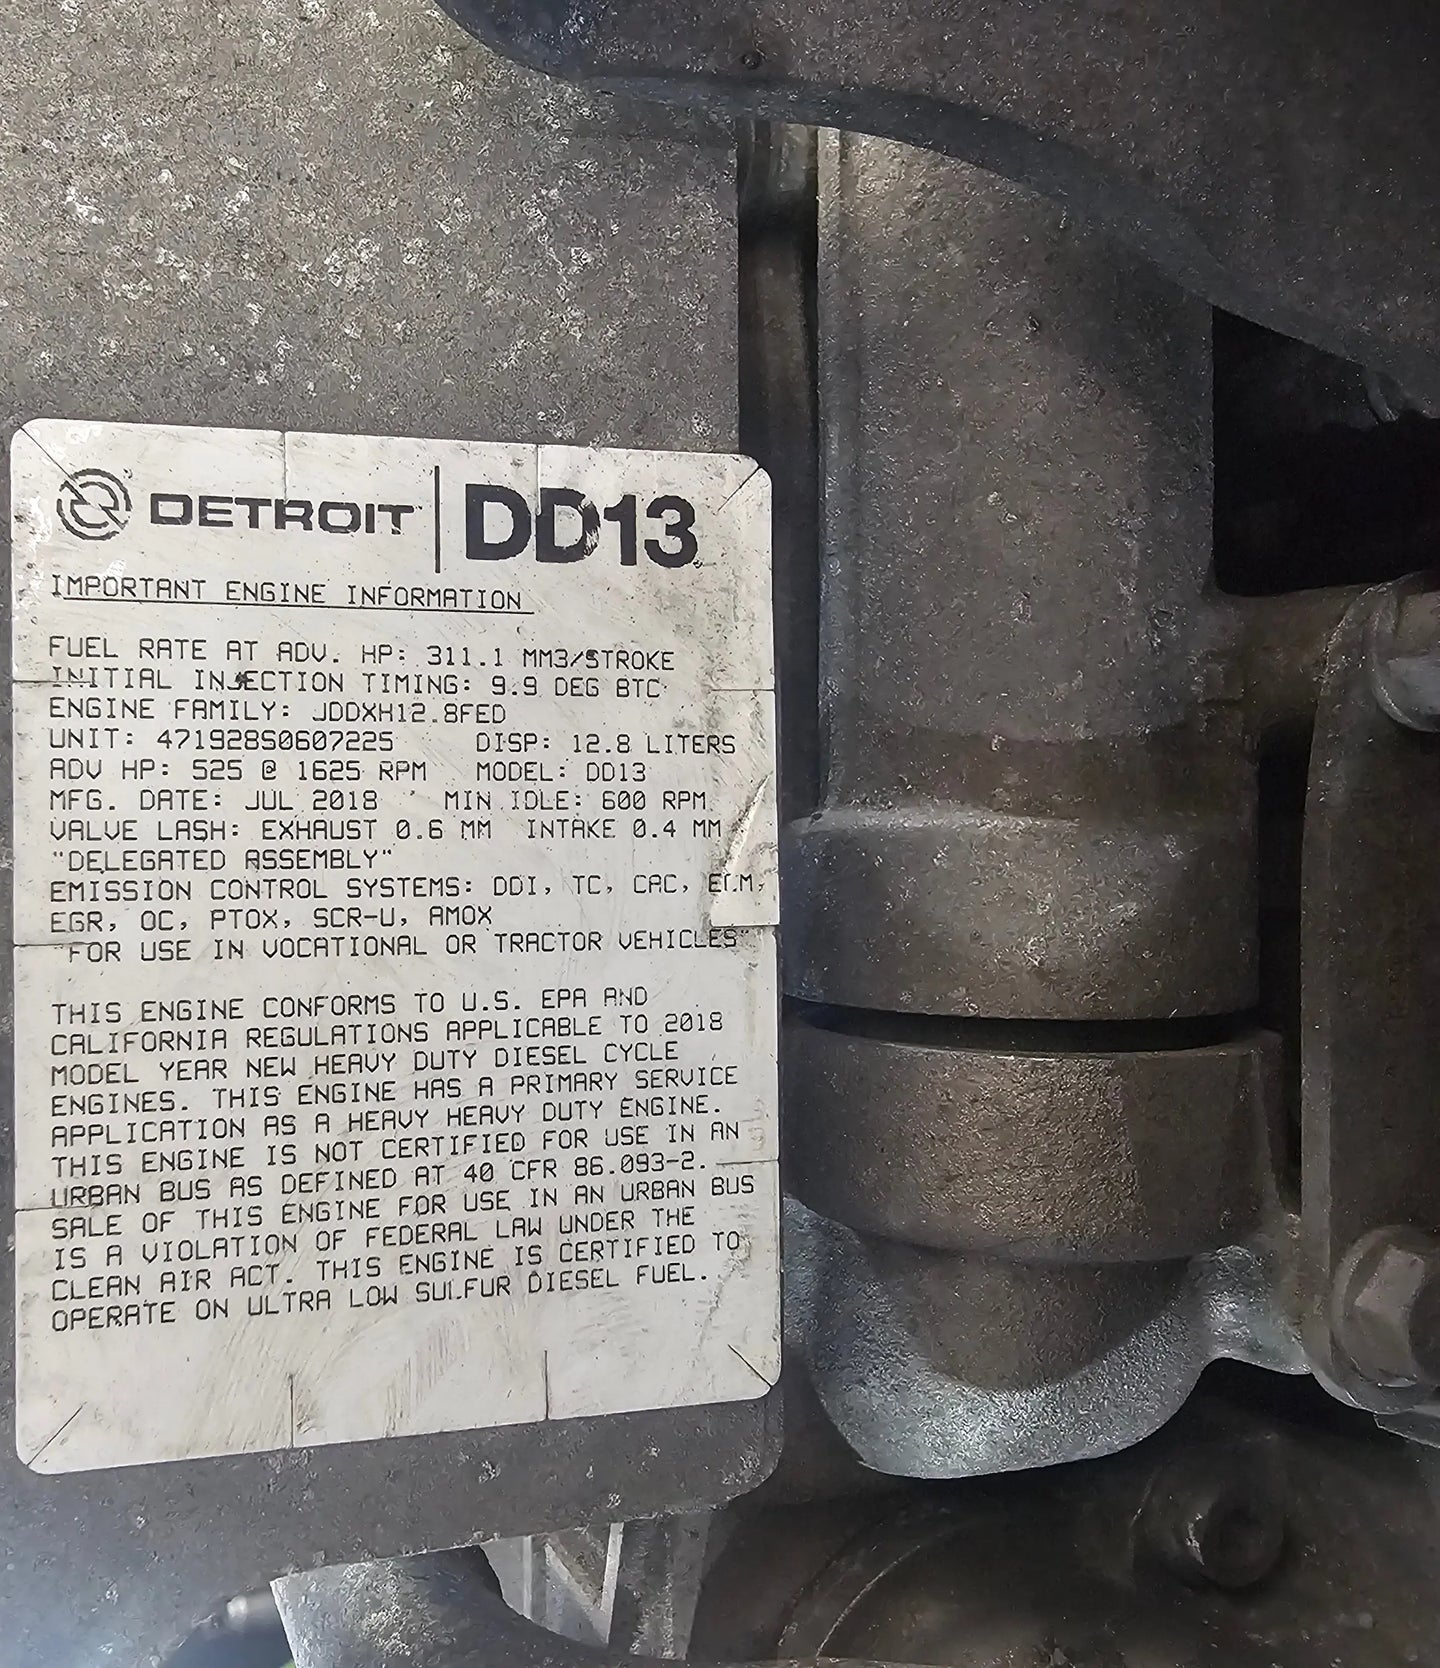 DETROIT DD13
IMPORTANT ENGINE INFORMATION
FUEL RATE AT ADV. HP: 311.1 MM3/STROKE
INITIAL INJECTION TIMING: 9.9 DEG BTC
ENGINE FAMILY: JDDXH12.8FED
UNIT: 471928S0607225 DISP: 12.8 LITERS
ADV HP: 525 @ 1625 RPM MODEL: DD13
MFG. DATE: JUL 2018 MIN IDLE: 600 RPM
VALVE LASH: EXHAUST 0.6 MM INTAKE 0.4 MM
"DELEGATED ASSEMBLY"
EMISSION CONTROL SYSTEMS: DDI, TC, CAC, ECM,
EGR, OC, PTOX, SCR-U, AMOX
"FOR USE IN VOCATIONAL OR TRACTOR VEHICLES"
THIS ENGINE CONFORMS TO U.S. EPA AND
CALIFORNIA REGULATIONS APPLICABLE TO 2018
MODEL YEAR NEW HEAVY DUTY DIESEL CYCLE
ENGINES. THIS ENGINE HAS A PRIMARY SERVICE
APPLICATION AS A HEAVY HEAVY DUTY ENGINE.
THIS ENGINE IS NOT CERTIFIED FOR USE IN AN
URBAN BUS AS DEFINED AT 40 CFR 86.093-2.
SALE OF THIS ENGINE FOR USE IN AN URBAN BUS
IS A VIOLATION OF FEDERAL LAW UNDER THE
CLEAN AIR ACT. THIS ENGINE IS CERTIFIED TO
OPERATE ON ULTRA LOW SULFUR DIESEL FUEL.